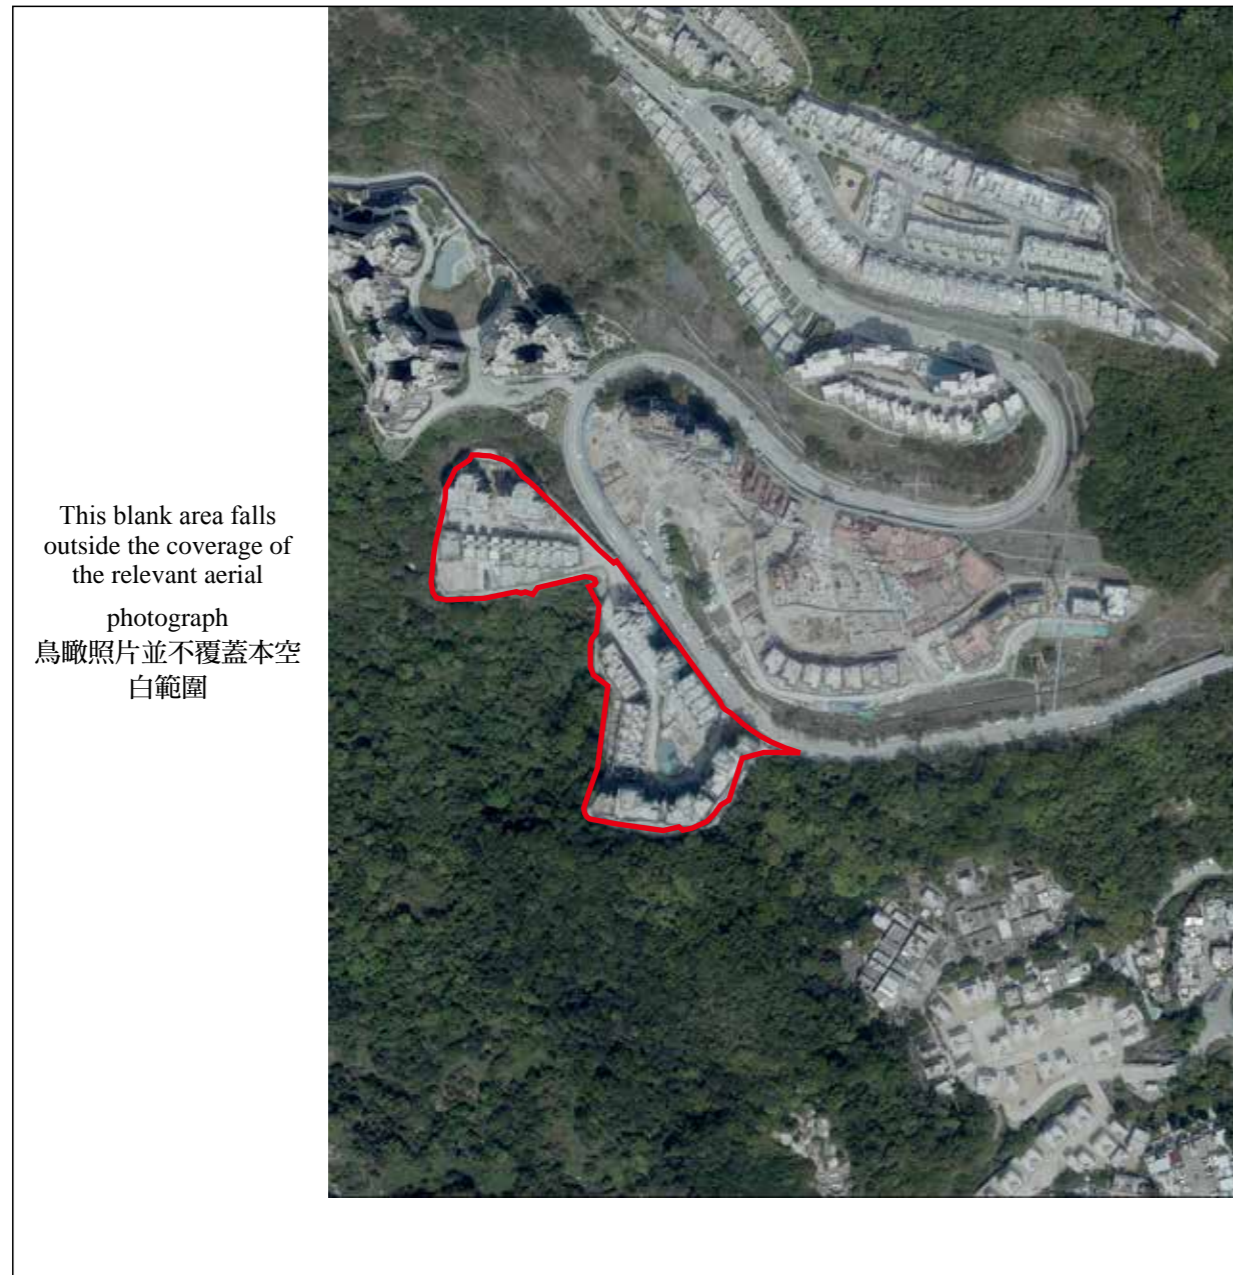 This blank area falls
outside the coverage of
the relevant aerial
photograph
鳥瞰照片並不覆蓋本空
白範圍